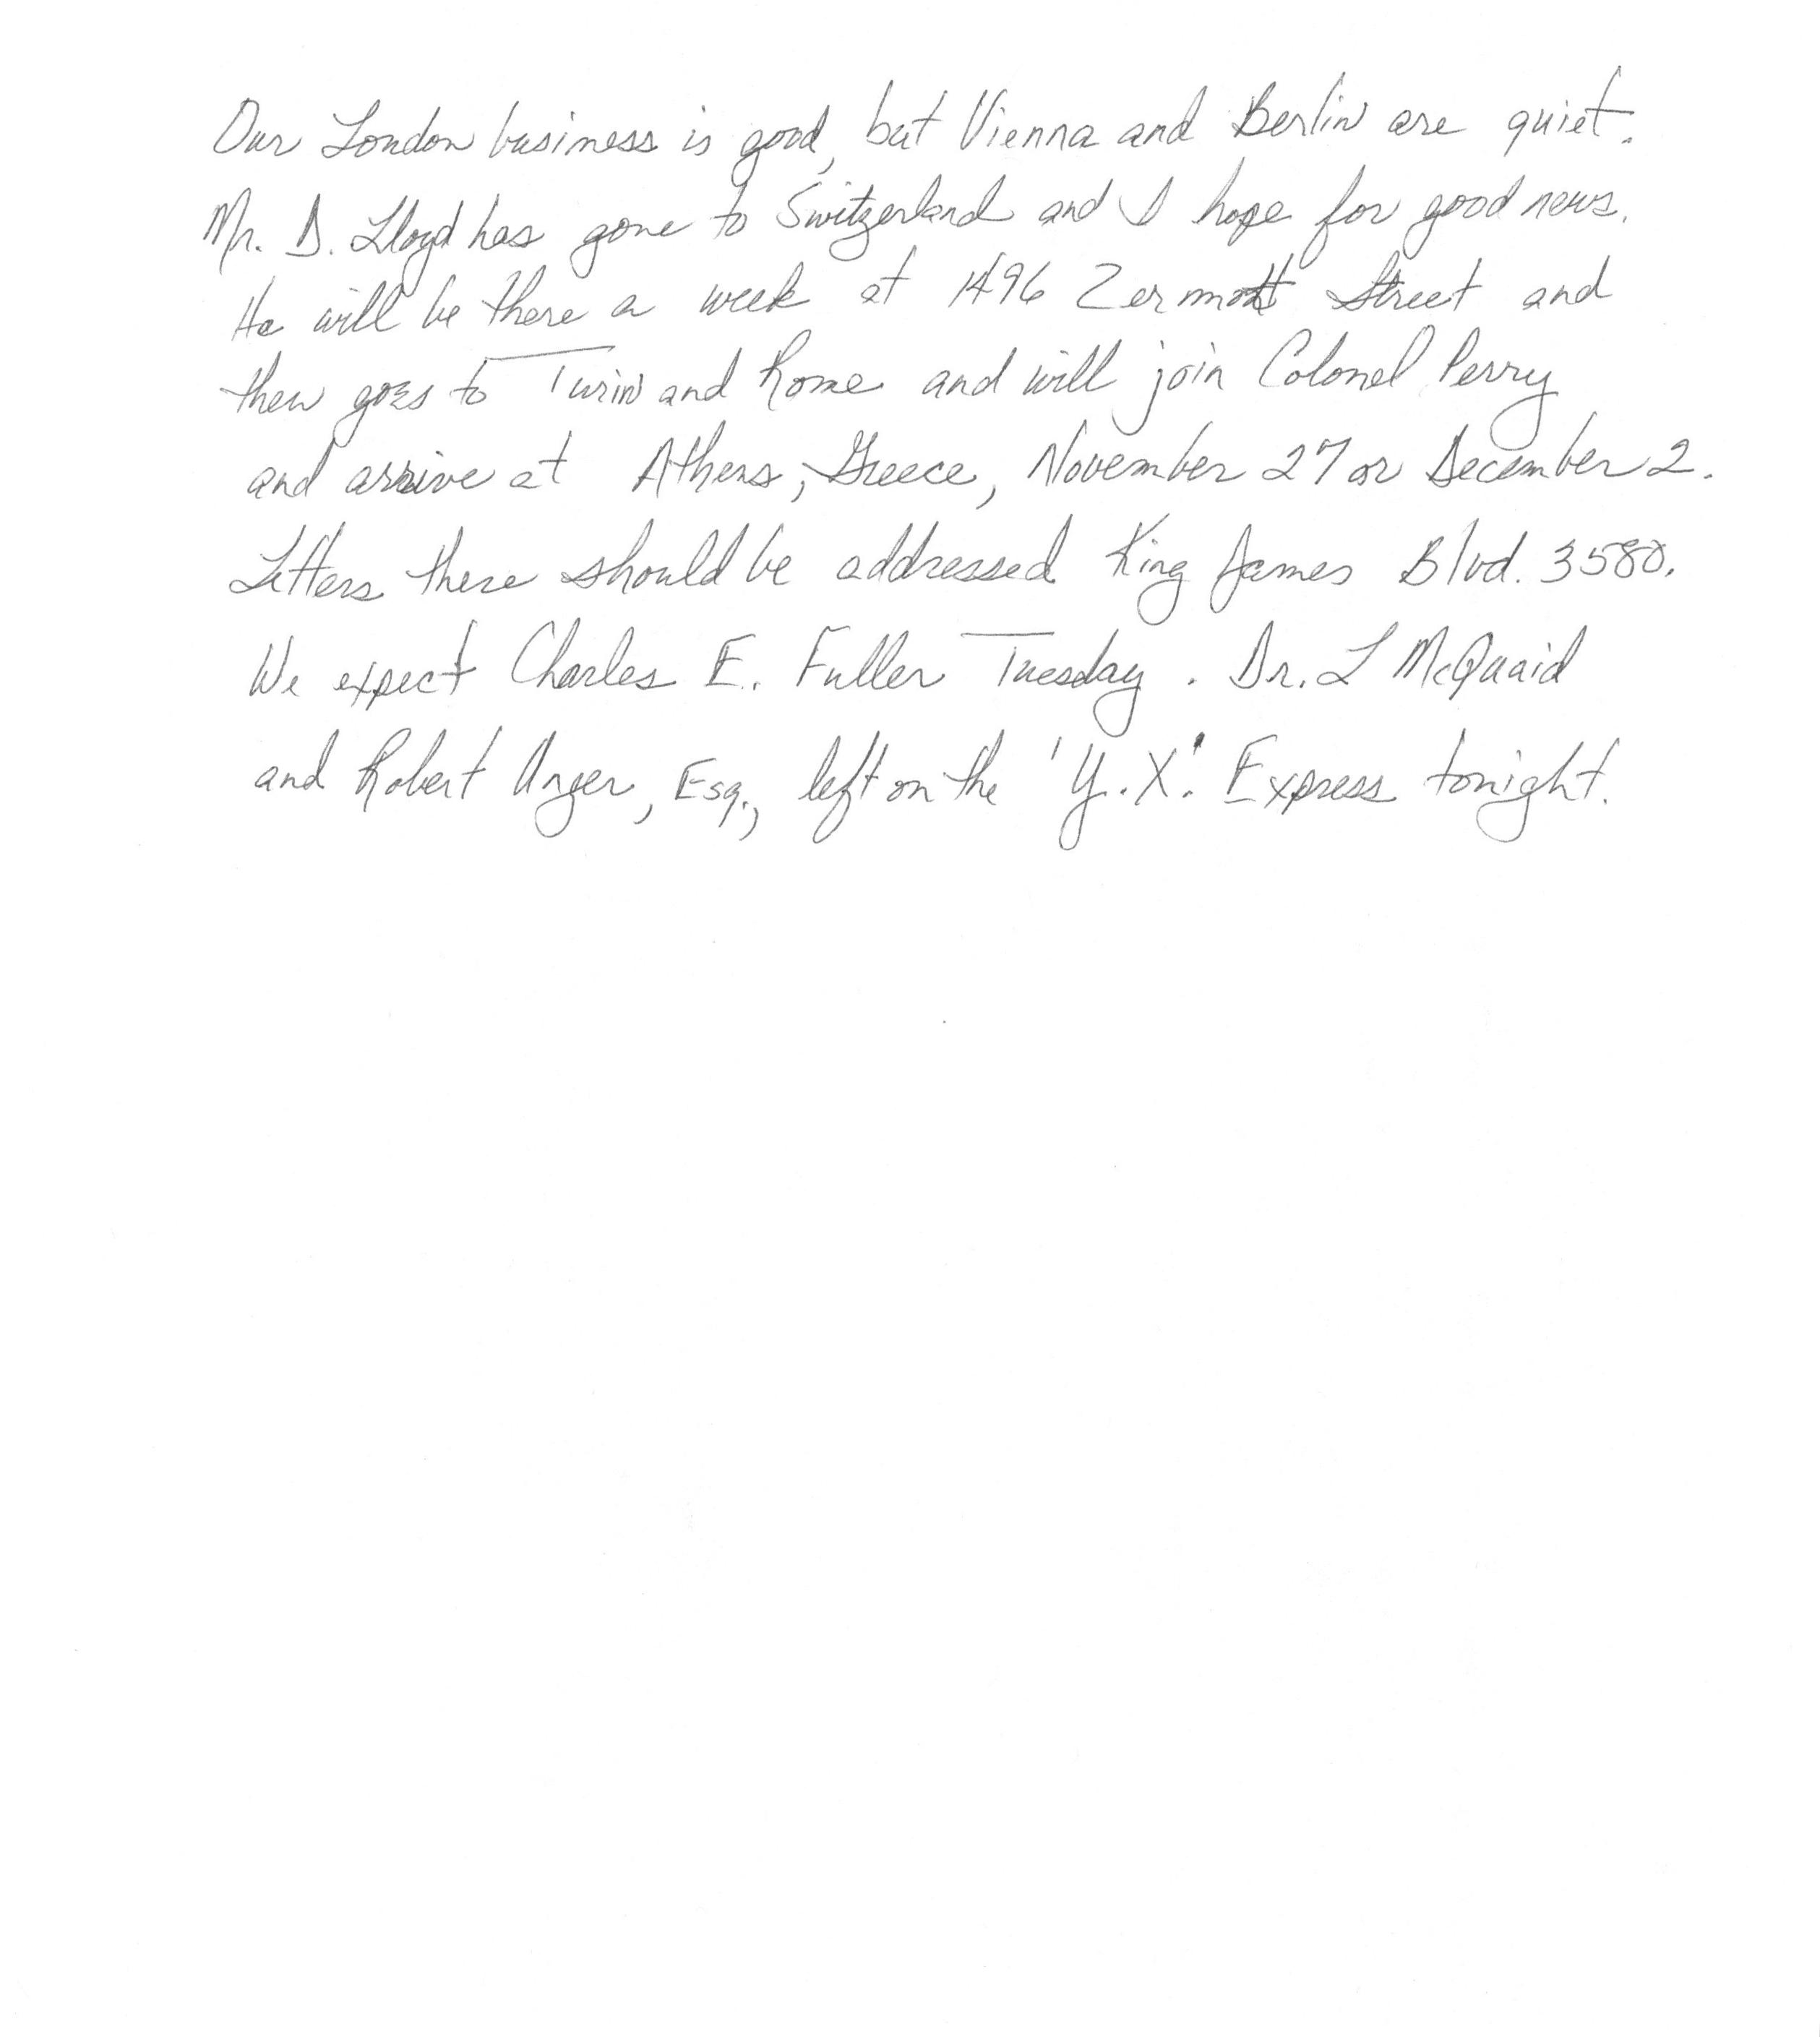 Our London business is good, but Vienna and Berlin are quiet.
Mr. D. Lloyd has gone to Switzerland and I hope for good news.
He will be there a week at 1496 Zermott Street and
then goes to Turin and Rome and will join Colonel Perry
and arrive at Athens, Greece, November 27 or December 2.
Letters there should be addressed King James Blvd. 3580.
We expect Charles E. Fuller Tuesday. Dr. L McQuaid
and Robert Unger, Esq., left on the 'Y.X.' Express tonight.